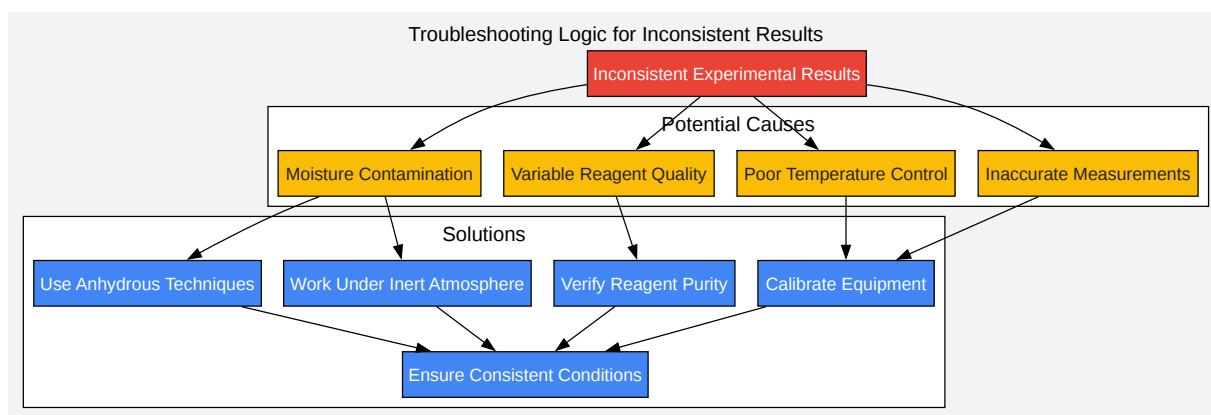 Troubleshooting Logic for Inconsistent Results
Inconsistent Experimental Results
Potential Causes
Moisture Contamination
Variable Reagent Quality
Poor Temperature Control
Inaccurate Measurements
Solutions
Use Anhydrous Techniques
Work Under Inert Atmosphere
Verify Reagent Purity
Calibrate Equipment
Ensure Consistent Conditions